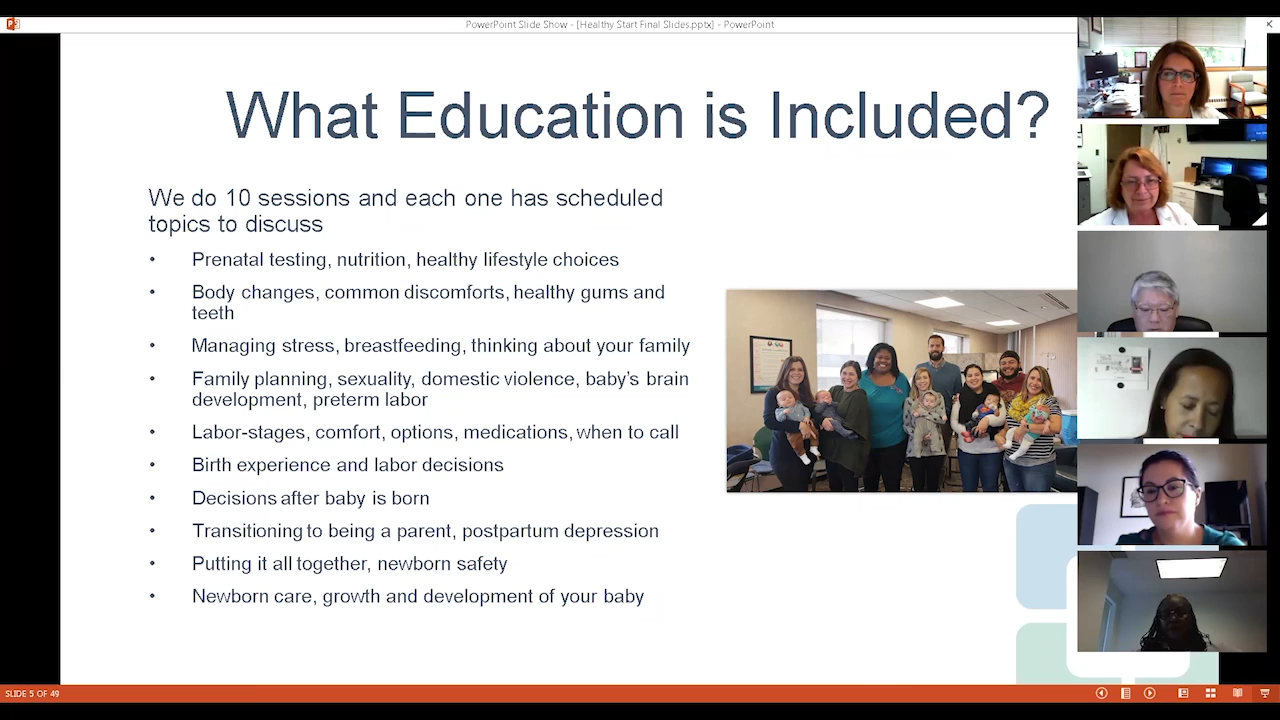 PowerPoint Slide Show - [Healthy Start Final Slides.pptx] - PowerPoint
What Education is Included?
We do 10 sessions and each one has scheduled
topics to discuss
• Prenatal testing, nutrition, healthy lifestyle choices
• Body changes, common discomforts, healthy gums and
teeth
• Managing stress, breastfeeding, thinking about your family
• Family planning, sexuality, domestic violence, baby's brain
development, preterm labor
• Labor-stages, comfort, options, medications, when to call
• Birth experience and labor decisions
• Decisions after baby is born
• Transitioning to being a parent, postpartum depression
• Putting it all together, newborn safety
• Newborn care, growth and development of your baby
SLIDE 5 OF 49